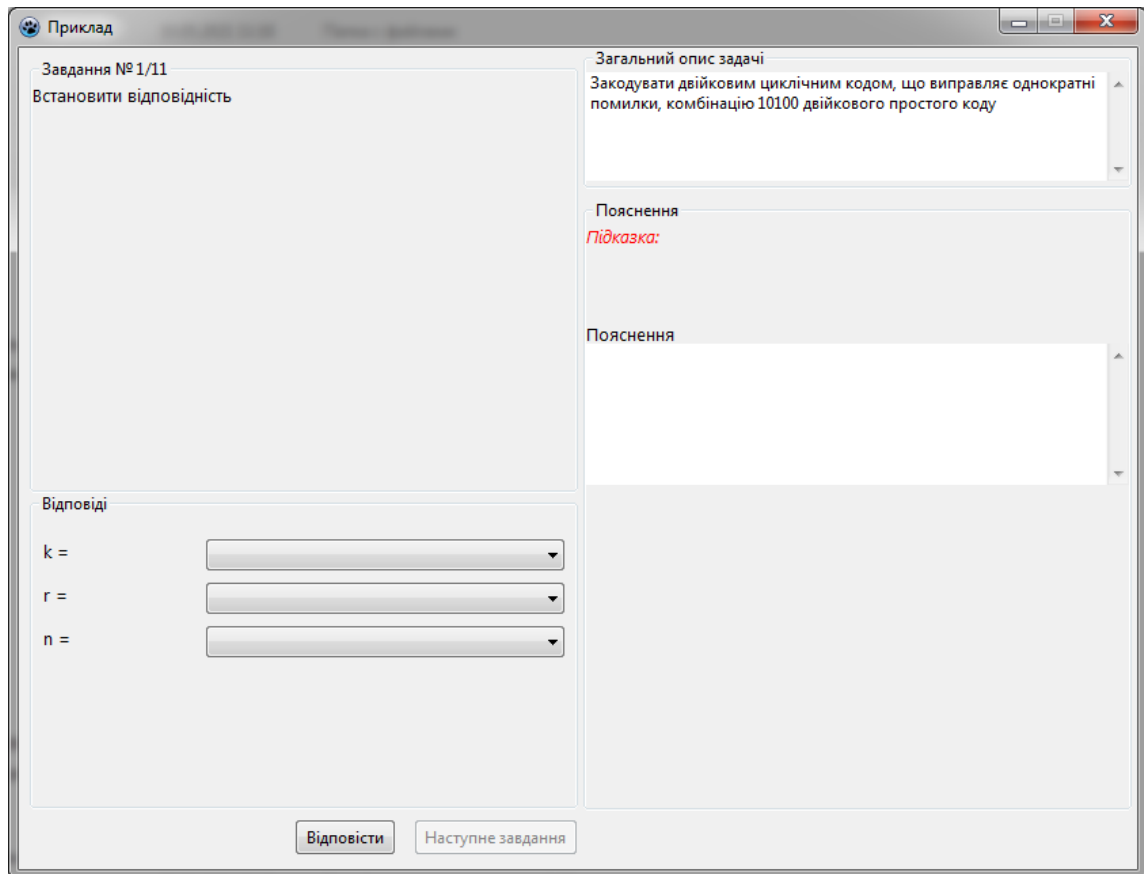 Приклад
Завдання № 1/11
Встановити відповідність
Відповіді
k =
r =
n =
Відповісти
Наступне завдання
Загальний опис задачі
Закодувати двійковим циклічним кодом, що виправляє однократні
помилки, комбінацію 10100 двійкового простого коду
Пояснення
Підказка:
Пояснення